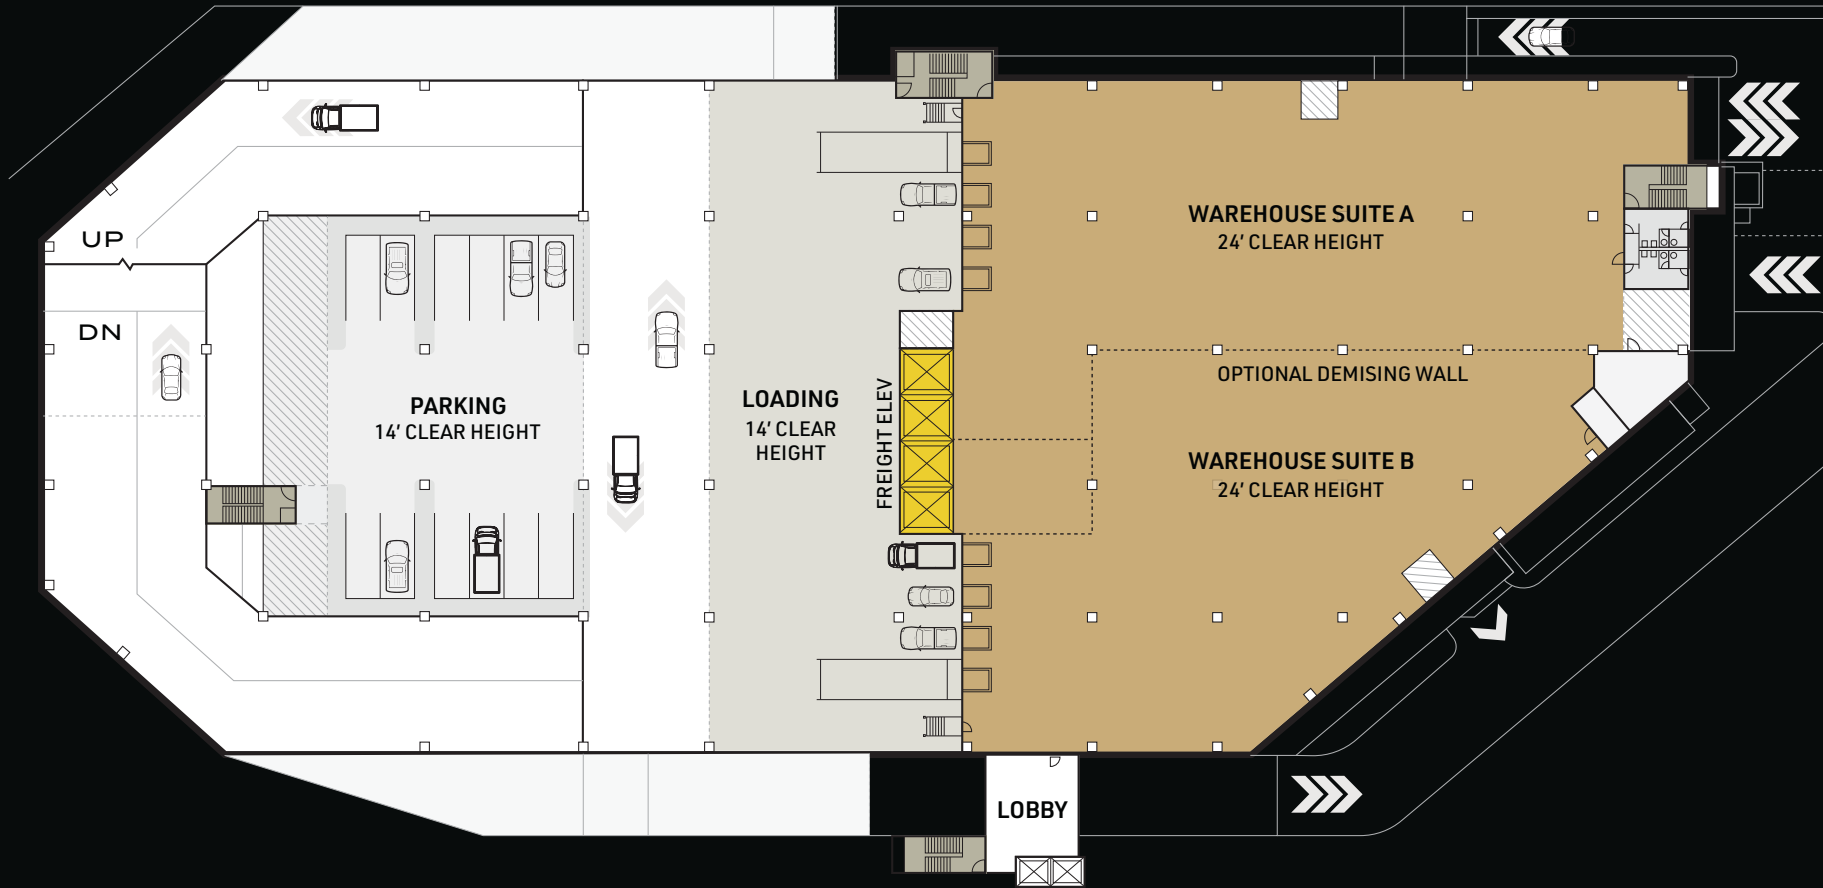 UP
DN
PARKING
14' CLEAR HEIGHT
LOADING
14' CLEAR
HEIGHT
FREIGHT ELEV
WAREHOUSE SUITE A
24' CLEAR HEIGHT
OPTIONAL DEMISING WALL
WAREHOUSE SUITE B
24' CLEAR HEIGHT
LOBBY